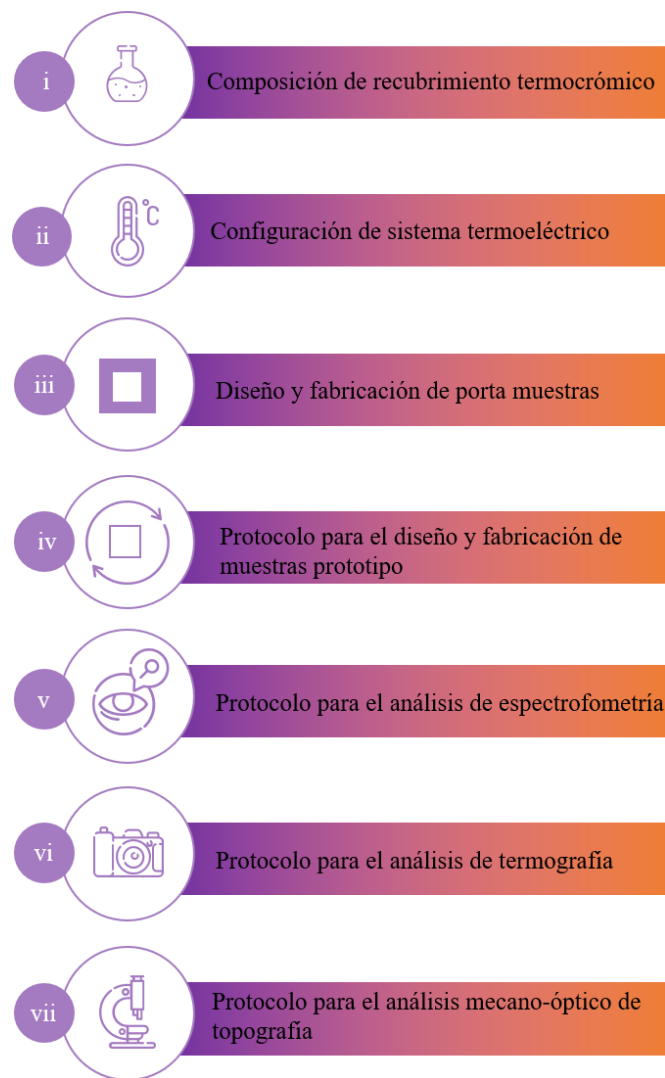 i
Composición de recubrimiento termocrómico
°C
ii
Configuración de sistema termoeléctrico
iii
Diseño y fabricación de porta muestras
iv
Protocolo para el diseño y fabricación de
muestras prototipo
v
Protocolo para el análisis de espectrofometría
vi
Protocolo para el análisis de termografía
vii
Protocolo para el análisis mecano-óptico de
topografía